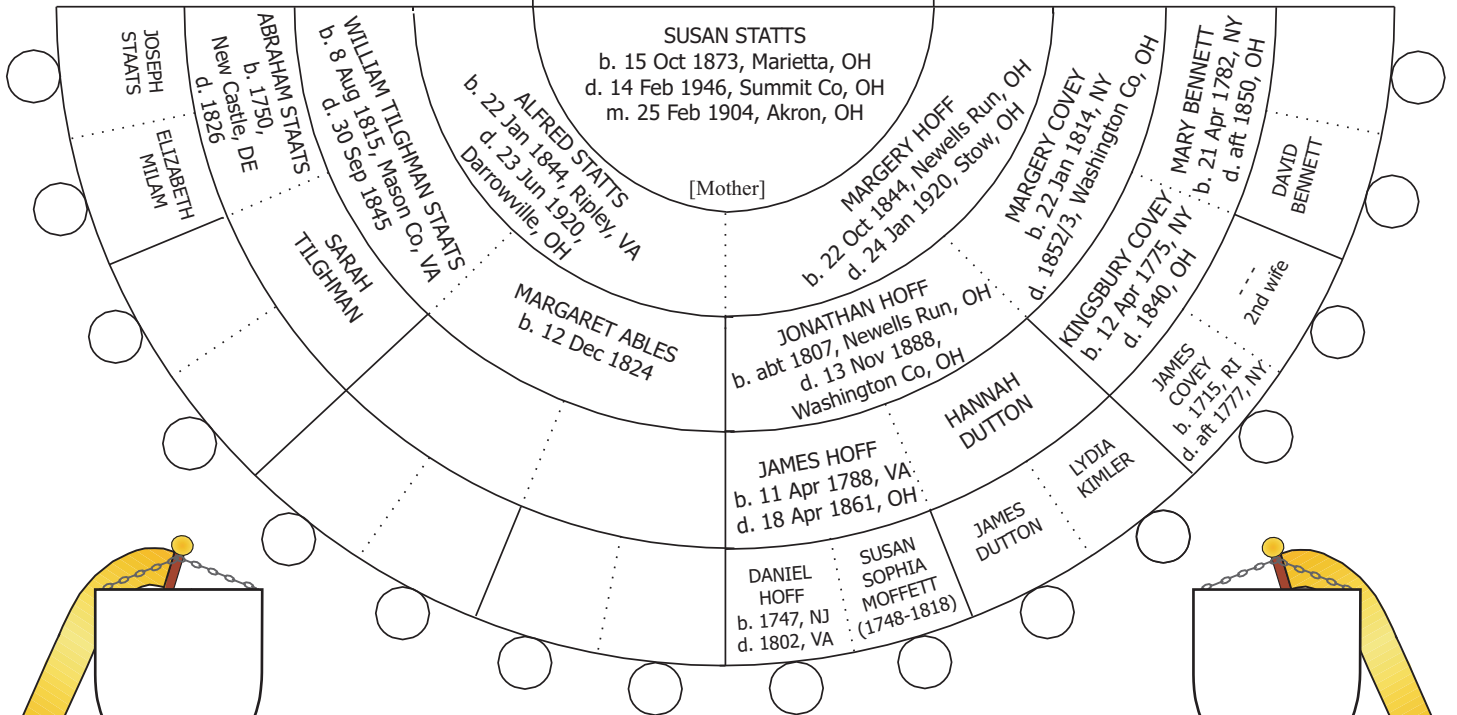 SUSAN STATTS
b. 15 Oct 1873, Marietta, OH
d. 14 Feb 1946, Summit Co, OH
m. 25 Feb 1904, Akron, OH
[Mother]
ALFRED STATTS
b. 22 Jan 1844, Ripley, VA
d. 23 Jun 1920,
Darrowville, OH
MARGERY HOFF
b. 22 Oct 1844, Newells Run, OH
d. 24 Jan 1920, Stow, OH
WILLIAM TILGHMAN STAATS
b. 8 Aug 1815, Mason Co, VA
d. 30 Sep 1845
MARGARET ABLES
b. 12 Dec 1824
JONATHAN HOFF
b. abt 1807, Newells Run, OH
d. 13 Nov 1888,
Washington Co, OH
MARGERY COVEY
b. 22 Jan 1814, NY
d. 1852/3, Washington Co, OH
ABRAHAM STAATS
b. 1750,
New Castle, DE
d. 1826
SARAH
TILGHMAN
JAMES HOFF
b. 11 Apr 1788, VA
d. 18 Apr 1861, OH
HANNAH
DUTTON
KINGSBURY COVEY
b. 12 Apr 1775, NY
d. 1840, OH
MARY BENNETT
b. 21 Apr 1782, NY
d. aft 1850, OH
JOSEPH
STAATS
ELIZABETH
MILAM
DANIEL
HOFF
b. 1747, NJ
d. 1802, VA
SUSAN
SOPHIA
MOFFETT
(1748-1818)
JAMES
DUTTON
LYDIA
KIMLER
JAMES
COVEY
b. 1715, RI
d. aft 1777, NY
- - -
2nd wife
DAVID
BENNETT